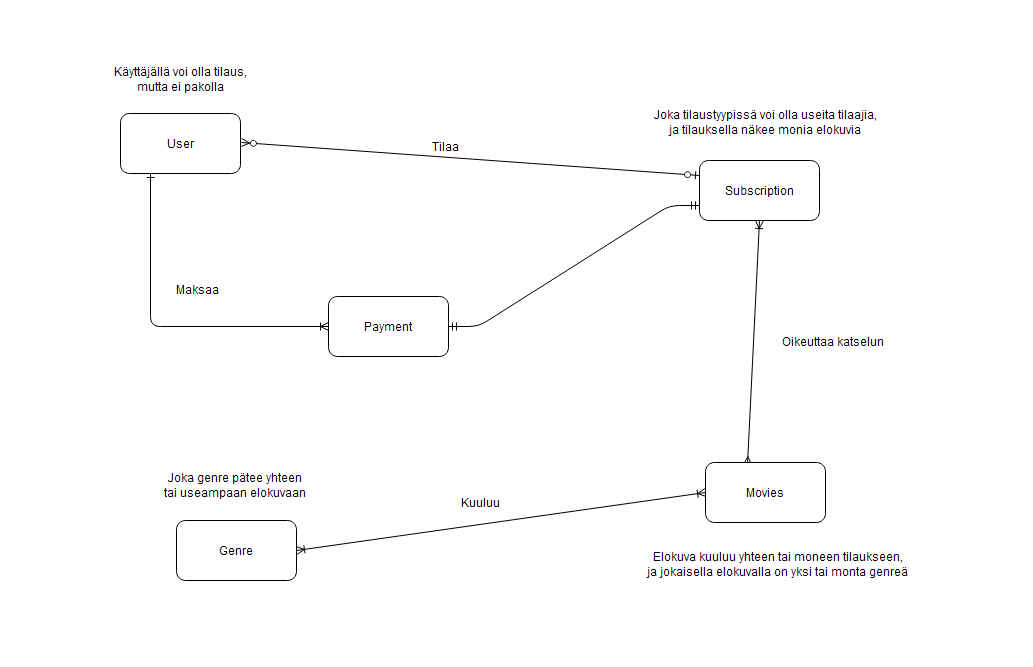 Käyttäjällä voi olla tilaus,
mutta ei pakolla
User
Tilaa
Joka tilaustyypissä voi olla useita tilaajia,
ja tilauksella näkee monia elokuvia
Subscription
Maksaa
Payment
Oikeuttaa katselun
Joka genre pätee yhteen
tai useampaan elokuvaan
Genre
Kuuluu
Movies
Elokuva kuuluu yhteen tai moneen tilaukseen,
ja jokaisella elokuvalla on yksi tai monta genreä